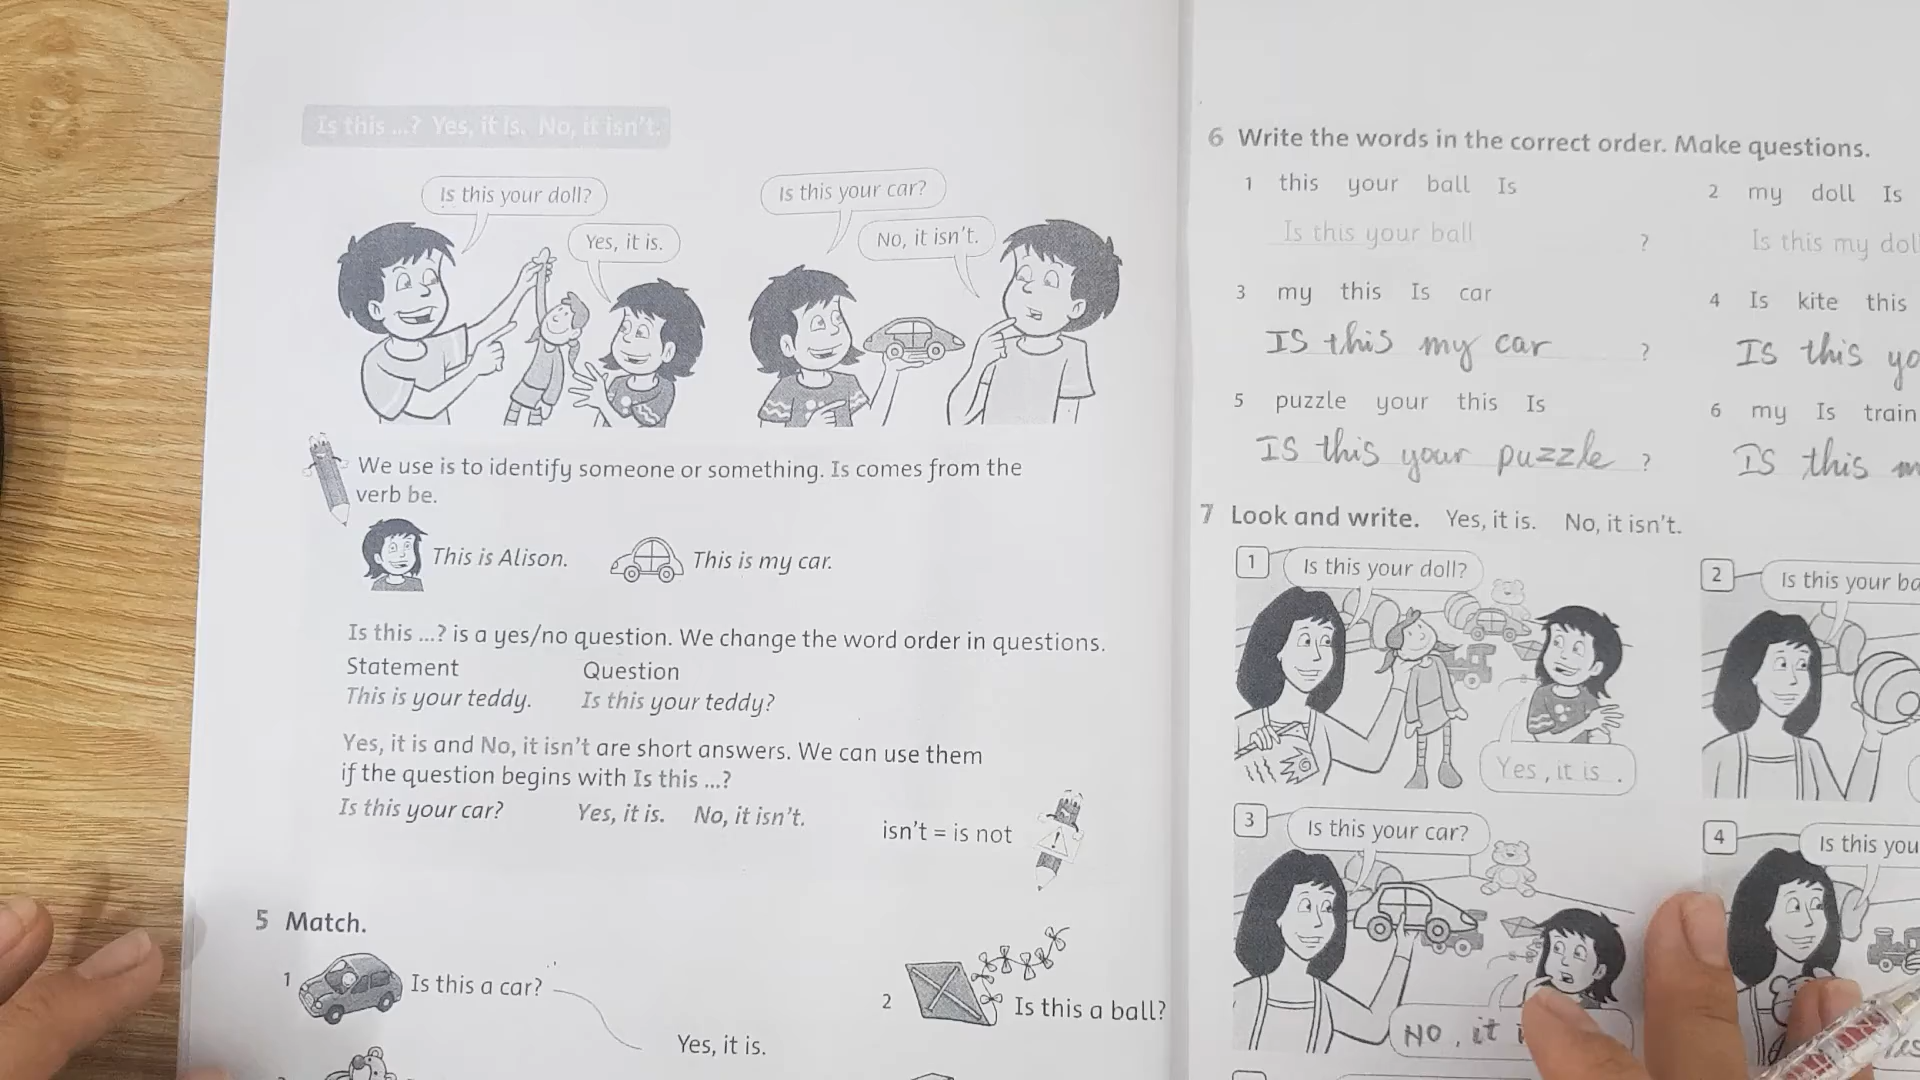 Is this ...? Yes, it is. No, it isn't.
Is this your doll?
Yes, it is.
Is this your car?
No, it isn't.
We use is to identify someone or something. Is comes from the
verb be.
This is Alison.
This is my car.
Is this ...? is a yes/no question. We change the word order in questions.
Statement Question
This is your teddy. Is this your teddy?
Yes, it is and No, it isn't are short answers. We can use them
if the question begins with Is this ...?
Is this your car? Yes, it is. No, it isn't.
isn't = is not
5 Match.
1 Is this a car?
2 Is this a ball?
Yes, it is.
6 Write the words in the correct order. Make questions.
1 this your ball Is
Is this your ball ?
2 my doll Is
Is this my
3 my this Is car
IS this my car ?
4 Is kite this
IS this
5 puzzle your this Is
IS this your puzzle ?
6 my Is train
IS this
7 Look and write. Yes, it is. No, it isn't.
1 Is this your doll?
Yes, it is.
2 Is this your
3 Is this your car?
NO, it
4 Is this